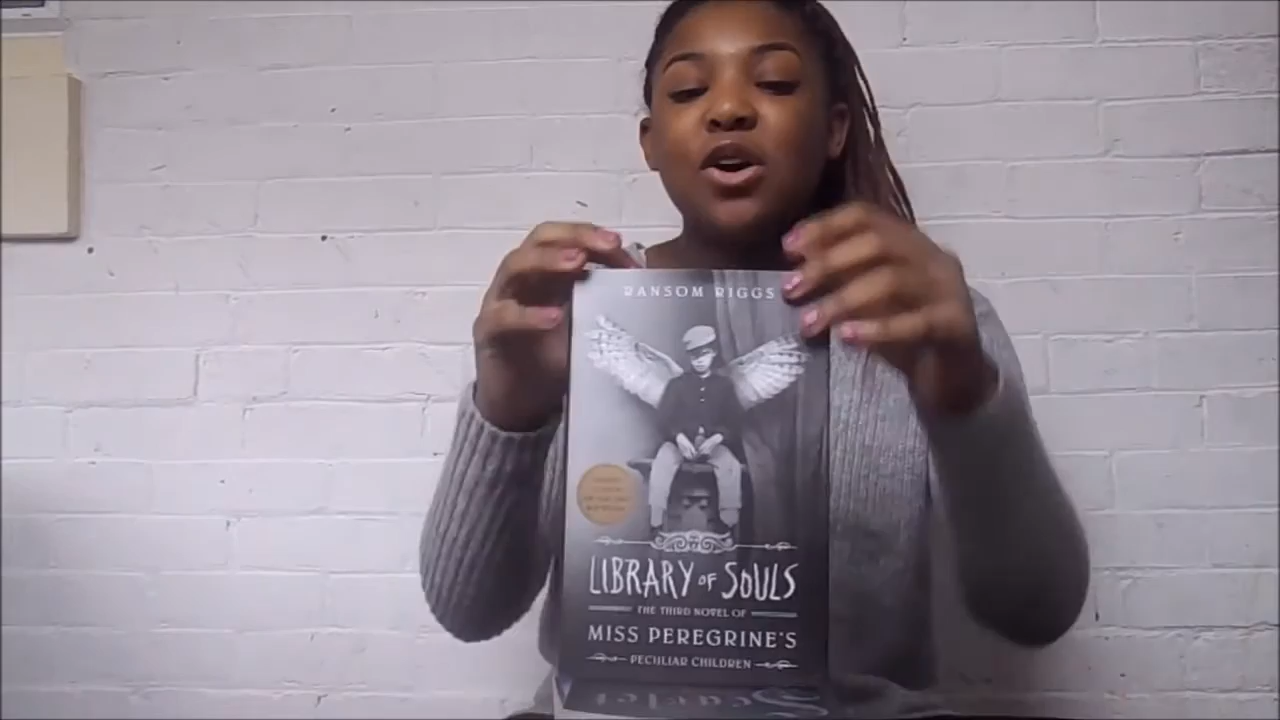 RANSOM RIGGS
LIBRARY OF SOULS
THE THIRD NOVEL OF
MISS PEREGRINE'S
PECULIAR CHILDREN